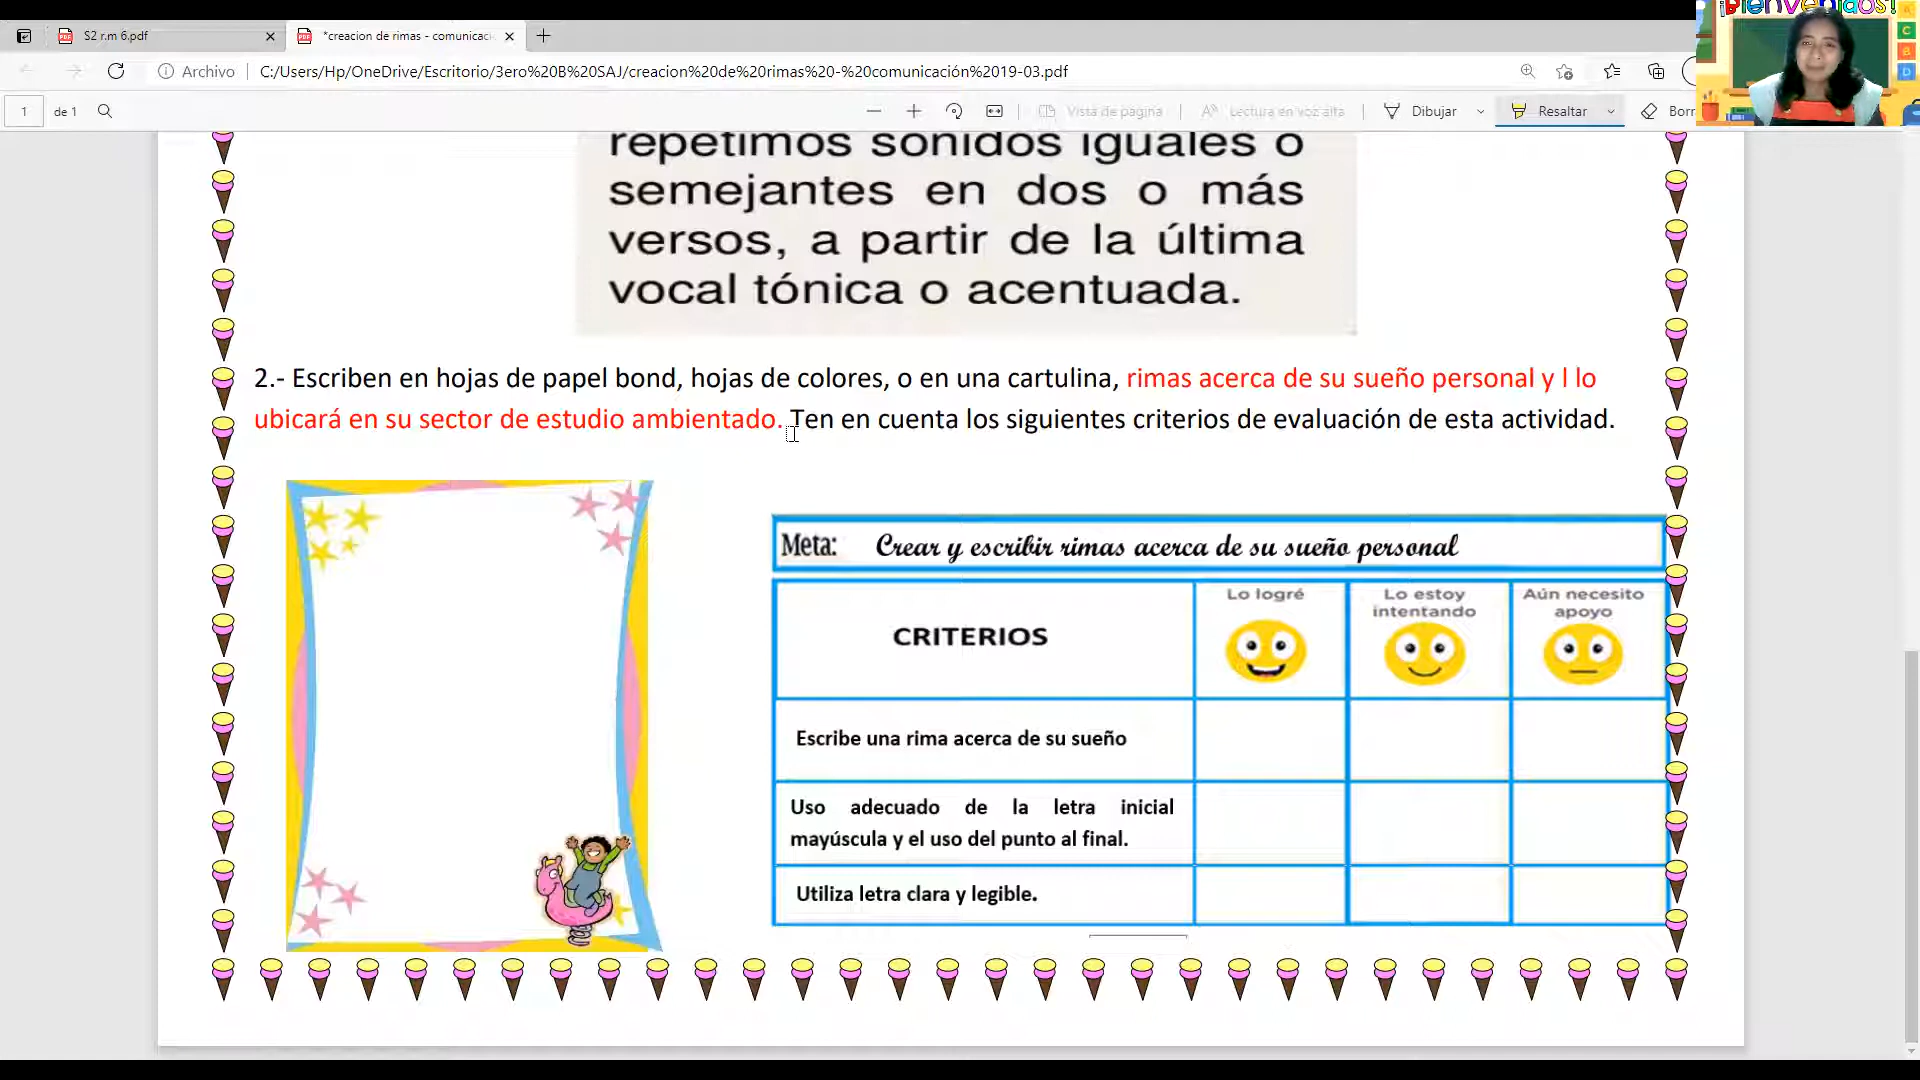 S2 r.m 6.pdf
*creacion de rimas - comunicaci
Archivo
C:/Users/Hp/OneDrive/Escritorio/3ero%20B%20SAJ/creacion%20de%20rimas%20-%20comunicación%2019-03.pdf
¡Bienvenidos!
C
B
D
1 de 1
Vista de página
Lectura en voz alta
Dibujar
Resaltar
Borr
repetimos sonidos iguales o
semejantes en dos o más
versos, a partir de la última
vocal tónica o acentuada.
2.- Escriben en hojas de papel bond, hojas de colores, o en una cartulina, rimas acerca de su sueño personal y l lo
ubicará en su sector de estudio ambientado. Ten en cuenta los siguientes criterios de evaluación de esta actividad.
Meta: Crear y escribir rimas acerca de su sueño personal
CRITERIOS
Lo logré
Lo estoy
intentando
Aún necesito
apoyo
Escribe una rima acerca de su sueño
Uso adecuado de la letra inicial
mayúscula y el uso del punto al final.
Utiliza letra clara y legible.